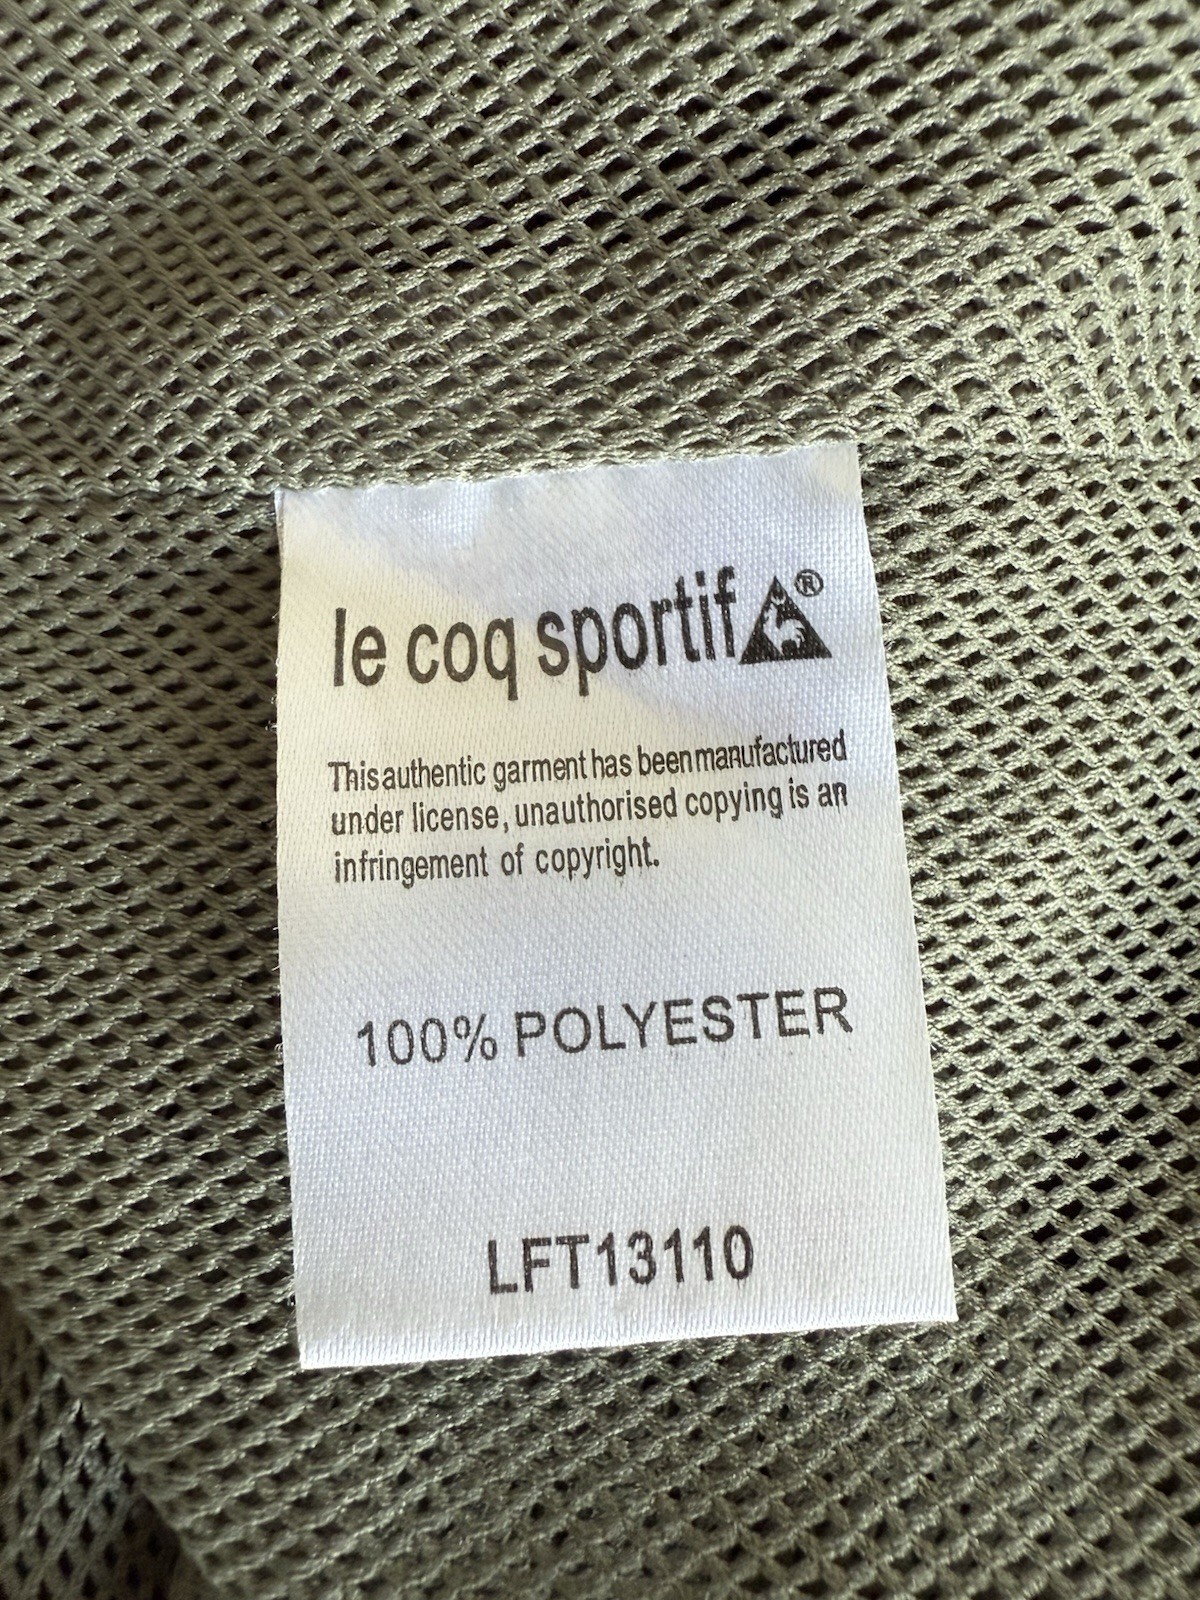 le coq sportif®
This authentic garment has been manufactured
under license, unauthorised copying is an
infringement of copyright.
100% POLYESTER
LFT13110